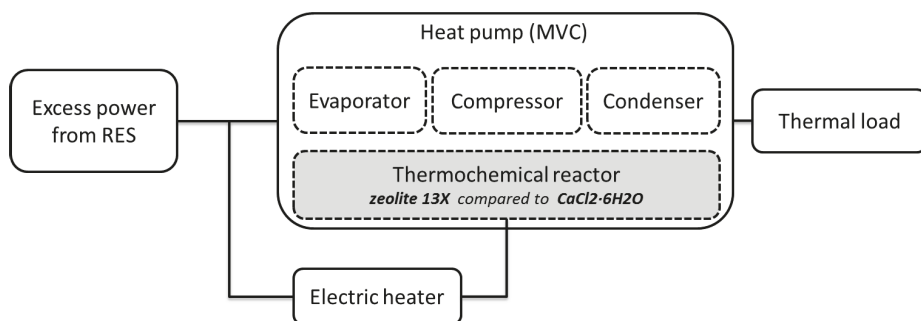 Heat pump (MVC)
Excess power
from RES
Evaporator
Compressor
Condenser
Thermal load
Thermochemical reactor
zeolite 13X compared to CaCl2·6H2O
Electric heater